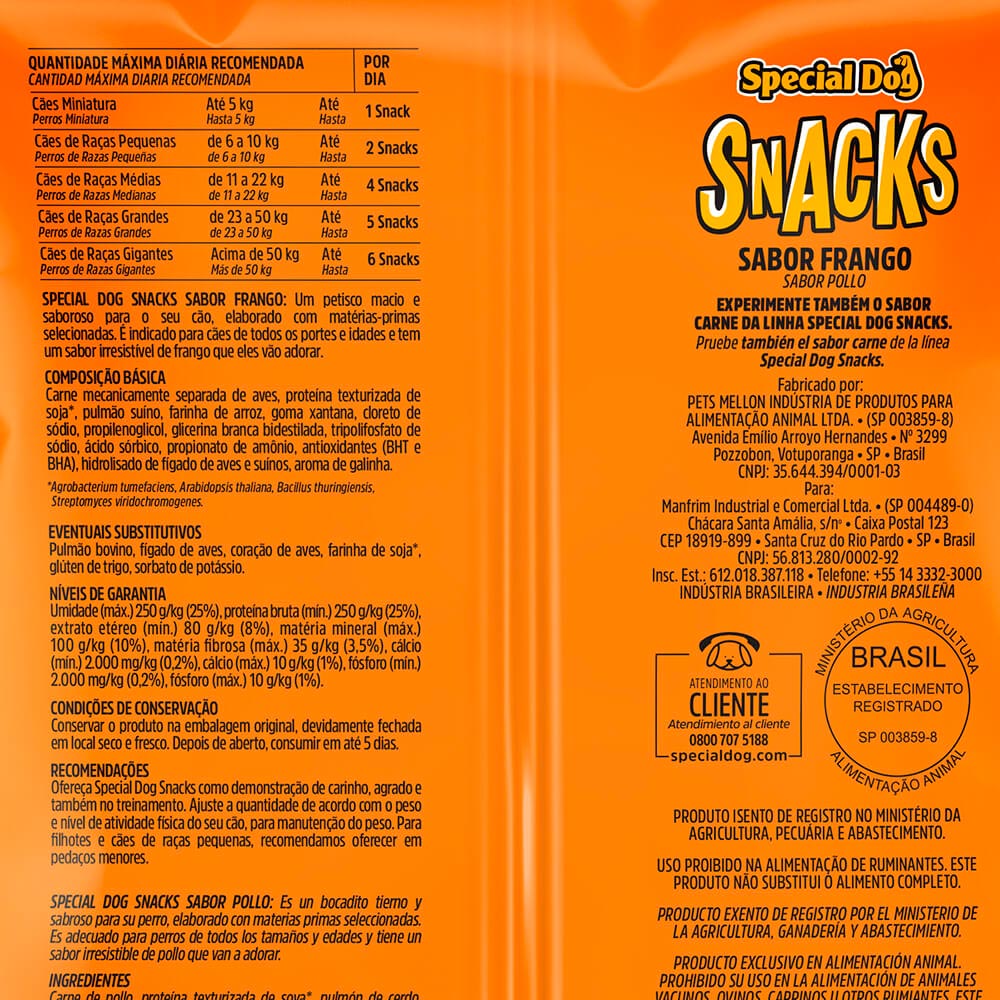 QUANTIDADE MÁXIMA DIÁRIA RECOMENDADA
CANTIDAD MÁXIMA DIARIA RECOMENDADA
POR
DIA
Cães Miniatura Até 5 kg Até 1 Snack
Perros Miniatura Hasta 5 kg Hasta
Cães de Raças Pequenas de 6 a 10 kg Até 2 Snacks
Perros de Razas Pequeñas de 6 a 10 kg Hasta
Cães de Raças Médias de 11 a 22 kg Até 4 Snacks
Perros de Razas Medianas de 11 a 22 kg Hasta
Cães de Raças Grandes de 23 a 50 kg Até 5 Snacks
Perros de Razas Grandes de 23 a 50 kg Hasta
Cães de Raças Gigantes Acima de 50 kg Até 6 Snacks
Perros de Razas Gigantes Más de 50 kg Hasta
SPECIAL DOG SNACKS SABOR FRANGO: Um petisco macio e
saboroso para o seu cão, elaborado com matérias-primas
selecionadas. É indicado para cães de todos os portes e idades e tem
um sabor irresistível de frango que eles vão adorar.
COMPOSIÇÃO BÁSICA
Carne mecanicamente separada de aves, proteína texturizada de
soja*, pulmão suíno, farinha de arroz, goma xantana, cloreto de
sódio, propilenoglicol, glicerina branca bidestilada, tripolifosfato de
sódio, ácido sórbico, propionato de amônio, antioxidantes (BHT e
BHA), hidrolisado de fígado de aves e suínos, aroma de galinha.
*Agrobacterium tumefaciens, Arabidopsis thaliana, Bacillus thuringiensis,
Streptomyces viridochromogenes.
EVENTUAIS SUBSTITUTIVOS
Pulmão bovino, fígado de aves, coração de aves, farinha de soja*,
glúten de trigo, sorbato de potássio.
NÍVEIS DE GARANTIA
Umidade (máx.) 250 g/kg (25%), proteína bruta (mín.) 250 g/kg (25%),
extrato etéreo (mín.) 80 g/kg (8%), matéria mineral (máx.)
100 g/kg (10%), matéria fibrosa (máx.) 35 g/kg (3,5%), cálcio
(mín.) 2.000 mg/kg (0,2%), cálcio (máx.) 10 g/kg (1%), fósforo (mín.)
2.000 mg/kg (0,2%), fósforo (máx.) 10 g/kg (1%).
CONDIÇÕES DE CONSERVAÇÃO
Conservar o produto na embalagem original, devidamente fechada
em local seco e fresco. Depois de aberto, consumir em até 5 dias.
RECOMENDAÇÕES
Ofereça Special Dog Snacks como demonstração de carinho, agrado e
também no treinamento. Ajuste a quantidade de acordo com o peso
e nível de atividade física do seu cão, para manutenção do peso. Para
filhotes e cães de raças pequenas, recomendamos oferecer em
pedaços menores.
SPECIAL DOG SNACKS SABOR POLLO: Es un bocadito tierno y
sabroso para su perro, elaborado con materias primas seleccionadas.
Es adecuado para perros de todos los tamaños y edades y tiene un
sabor irresistible de pollo que van a adorar.
INGREDIENTES
Carne de pollo, proteína texturizada de soya*, pulmón de cerdo,
Special Dog
SNACKS
SABOR FRANGO
SABOR POLLO
EXPERIMENTE TAMBÉM O SABOR
CARNE DA LINHA SPECIAL DOG SNACKS.
Pruebe también el sabor carne de la línea
Special Dog Snacks.
Fabricado por:
PETS MELLON INDÚSTRIA DE PRODUTOS PARA
ALIMENTAÇÃO ANIMAL LTDA. • (SP 003859-8)
Avenida Emílio Arroyo Hernandes • Nº 3299
Pozzobon, Votuporanga • SP • Brasil
CNPJ: 35.644.394/0001-03
Para:
Manfrim Industrial e Comercial Ltda. • (SP 004489-0)
Chácara Santa Amália, s/nº • Caixa Postal 123
CEP 18919-899 • Santa Cruz do Rio Pardo • SP • Brasil
CNPJ: 56.813.280/0002-92
Insc. Est.: 612.018.387.118 • Telefone: +55 14 3332-3000
INDÚSTRIA BRASILEIRA • INDUSTRIA BRASILEÑA
ATENDIMENTO AO
CLIENTE
Atendimiento al cliente
0800 707 5188
specialdog.com
MINISTÉRIO DA AGRICULTURA
BRASIL
ESTABELECIMENTO
REGISTRADO
SP 003859-8
ALIMENTAÇÃO ANIMAL
PRODUTO ISENTO DE REGISTRO NO MINISTÉRIO DA
AGRICULTURA, PECUÁRIA E ABASTECIMENTO.
USO PROIBIDO NA ALIMENTAÇÃO DE RUMINANTES. ESTE
PRODUTO NÃO SUBSTITUI O ALIMENTO COMPLETO.
PRODUCTO EXENTO DE REGISTRO POR EL MINISTERIO DE
LA AGRICULTURA, GANADERÍA Y ABASTECIMIENTO.
PRODUCTO EXCLUSIVO EN ALIMENTACIÓN ANIMAL.
PROHIBIDO SU USO EN LA ALIMENTACIÓN DE ANIMALES
VACUNOS, OVINOS, CAPRINOS U OTROS RUMIANTES. ESTE